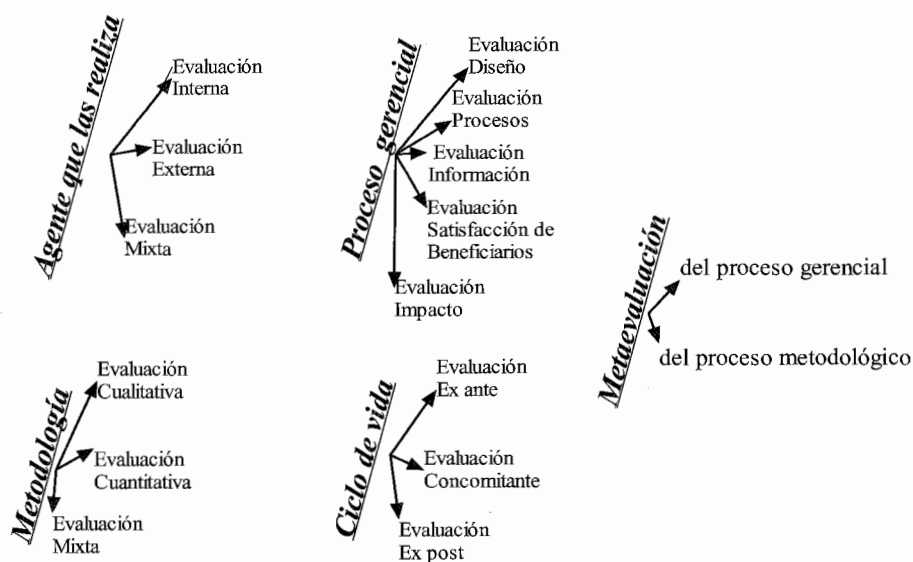 Agente que las realiza
Evaluación
Interna
Evaluación
Externa
Evaluación
Mixta
Proceso gerencial
Evaluación
Diseño
Evaluación
Procesos
Evaluación
Información
Evaluación
Satisfacción de
Beneficiarios
Evaluación
Impacto
Metaevaluación
del proceso gerencial
del proceso metodológico
Metodología
Evaluación
Cualitativa
Evaluación
Cuantitativa
Evaluación
Mixta
Ciclo de vida
Evaluación
Ex ante
Evaluación
Concomitante
Evaluación
Ex post